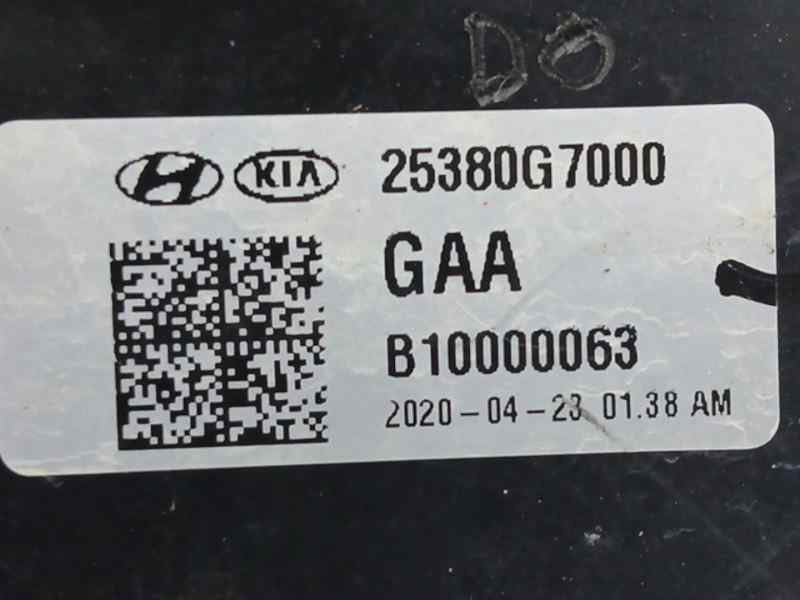 DO
KIA 25380G7000
GAA
B10000063
2020-04-23 01.38 AM